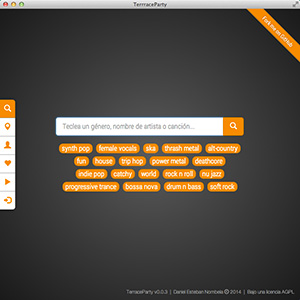 TerrraceParty
Fork me on GitHub
Teclea un género, nombre de artista o canción...
synth pop female vocals ska thrash metal alt-country
fun house trip hop power metal deathcore
indie pop catchy world rock n roll nu jazz
progressive trance bossa nova drum n bass soft rock
TerraceParty v0.0.3 | Daniel Esteban Nombela 2014 | Bajo una licencia AGPL